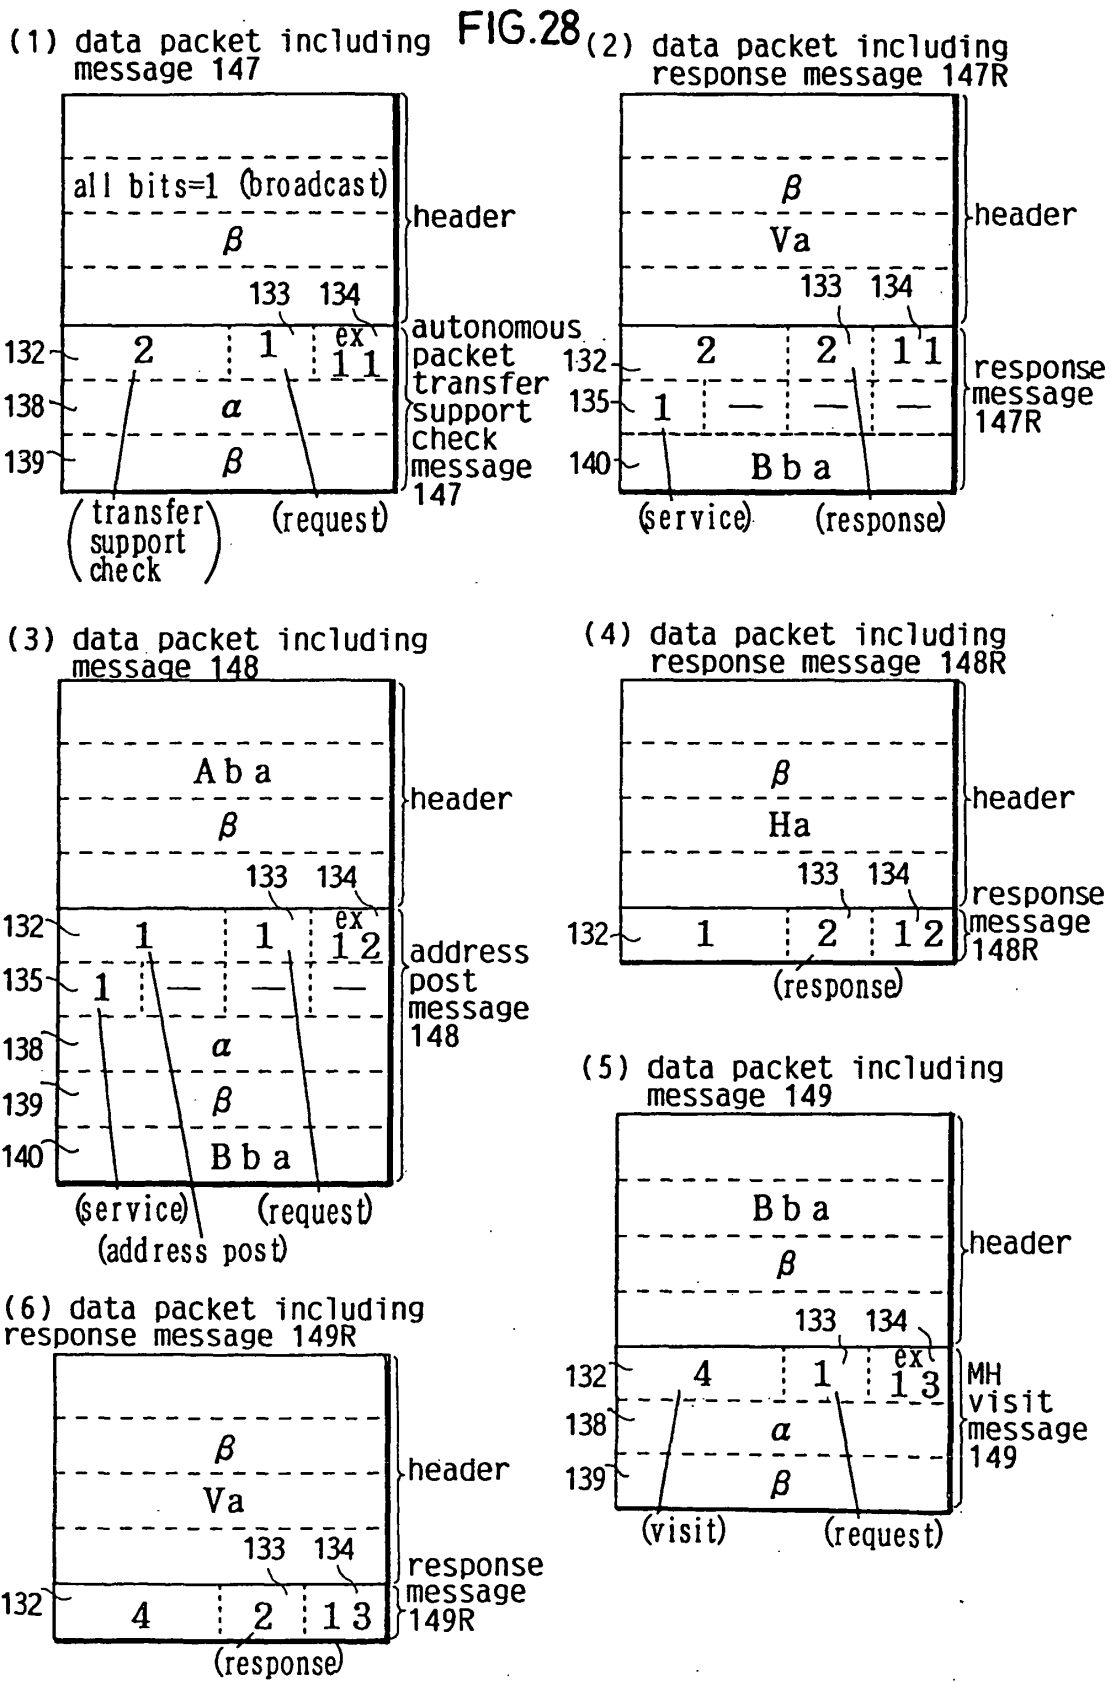 FIG.28
(1) data packet including
message 147
all bits=1 (broadcast)
β
header
133 134
132 2 1 ex 11
138 α
139 β
autonomous
packet
transfer
support
check
message
147
(transfer
support
check)
(request)
(2) data packet including
response message 147R
β
Va
header
133 134
132 2 2 11
135 1 — — —
140 Bba
response
message
147R
(service) (response)
(3) data packet including
message 148
Aba
β
header
133 134
132 1 1 ex 12
135 1 — — —
138 α
139 β
140 Bba
address
post
message
148
(service) (request)
(address post)
(4) data packet including
response message 148R
β
Ha
header
133 134
132 1 2 12
response
message
148R
(response)
(5) data packet including
message 149
Bba
β
header
133 134
132 4 1 ex 13
138 α
139 β
MH
visit
message
149
(visit) (request)
(6) data packet including
response message 149R
β
Va
header
133 134
132 4 2 13
response
message
149R
(response)